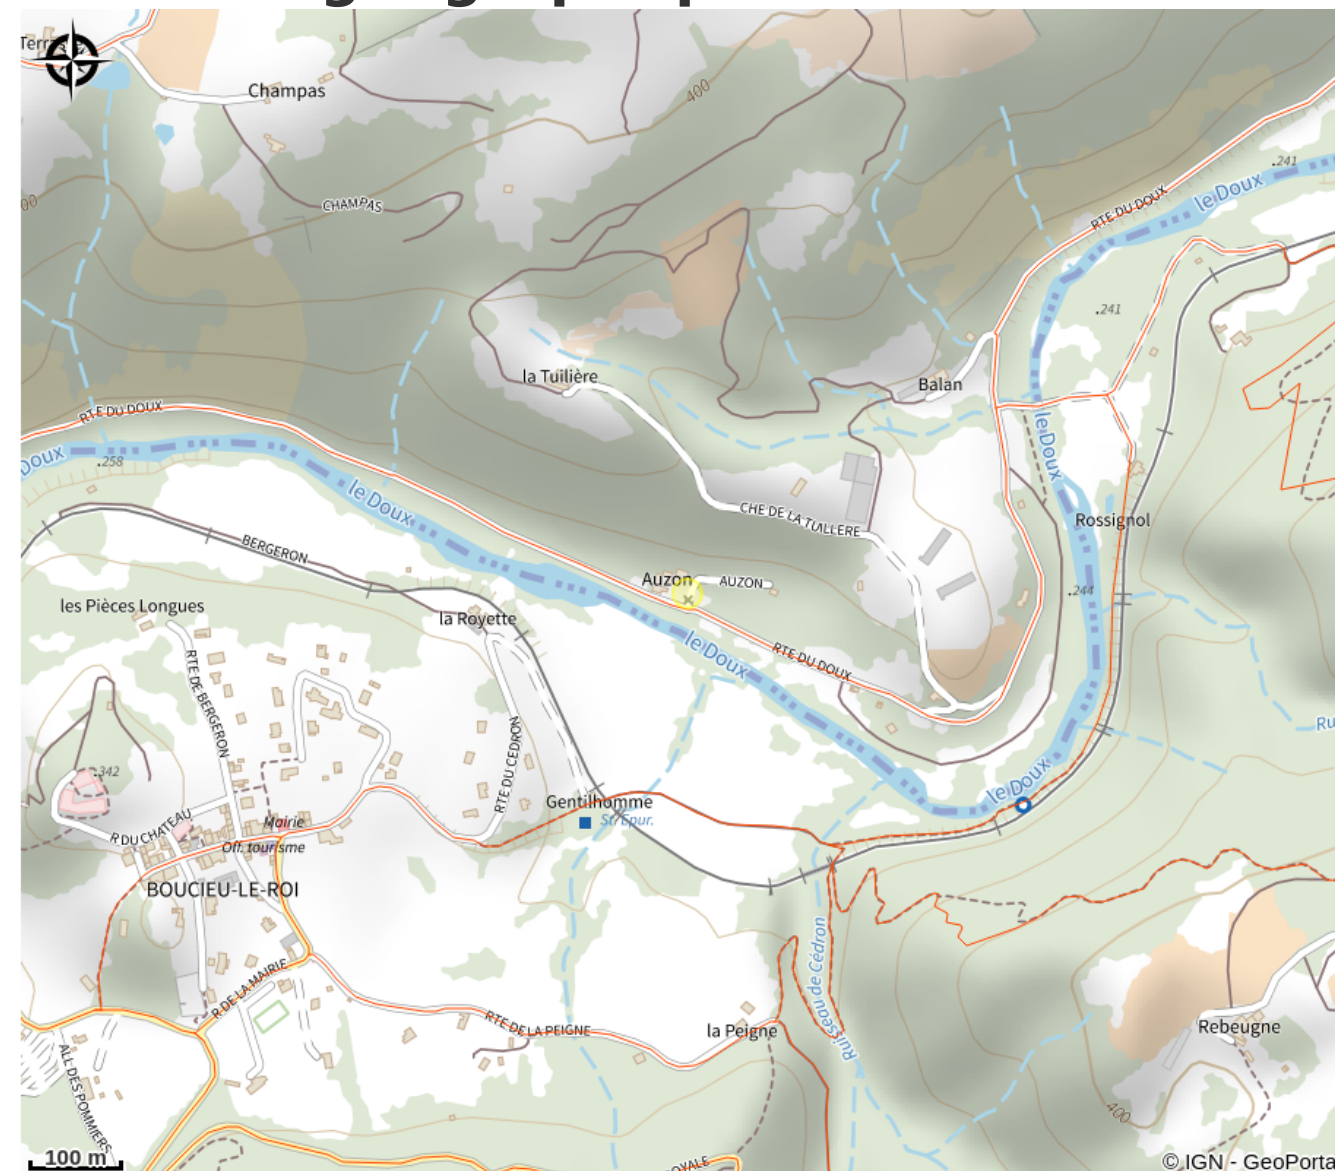 Terrasse
Champas
400
.241
le Doux
RTE DU DOUX
CHAMPAS
00
.241
la Tuilière
Balan
RTE DU DOUX
le Doux
Doux
.258
le Doux
CHE DE LA TUILLERE
Rossignol
BERGERON
Auzon
AUZON
.244
les Pièces Longues
la Royette
le Doux
RTE DU DOUX
RTE DE BERGERON
Ru
RTE DU CEDRON
.342
le Doux
Gentilhomme
St. Epur.
R DU CHATEAU
Mairie
Off. tourisme
BOUCIEU-LE-ROI
Ruisseau de Cédron
R DE LA MAIRIE
RTE DE LA PEIGNE
la Peigne
Rebeugne
ALL DES POMMIERS
400
100 m
OYALE
© IGN - GeoPorta